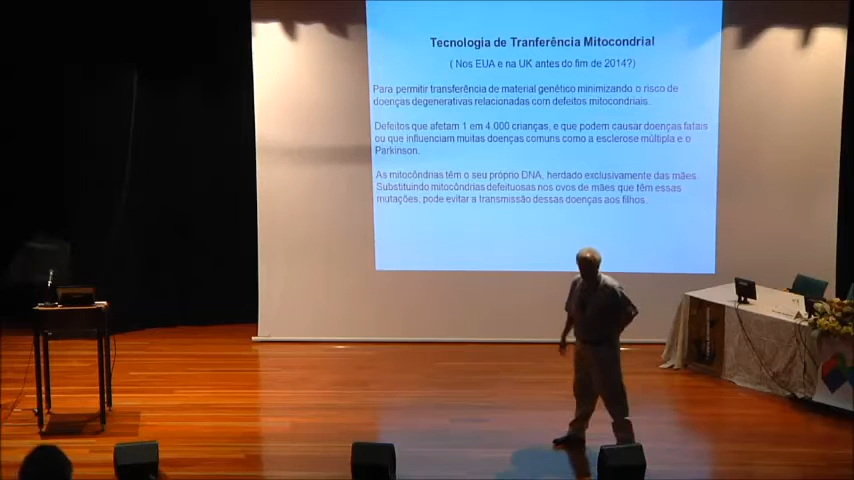 Tecnologia de Tranferência Mitocondrial
( Nos EUA e na UK antes do fim de 2014?)
Para permitir transferência de material genético minimizando o risco de
doenças degenerativas relacionadas com defeitos mitocondriais.
Defeitos que afetam 1 em 4.000 crianças, e que podem causar doenças fatais
ou que influenciam muitas doenças comuns como a esclerose múltipla e o
Parkinson.
As mitocôndrias têm o seu próprio DNA, herdado exclusivamente das mães
Substituindo mitocôndrias defeituosas nos ovos de mães que têm essas
mutações, pode evitar a transmissão dessas doenças aos filhos.